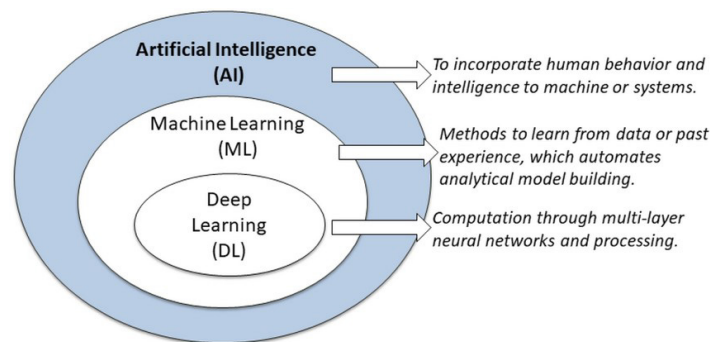 Artificial Intelligence
(AI)
To incorporate human behavior and
intelligence to machine or systems.
Machine Learning
(ML)
Methods to learn from data or past
experience, which automates
analytical model building.
Deep
Learning
(DL)
Computation through multi-layer
neural networks and processing.